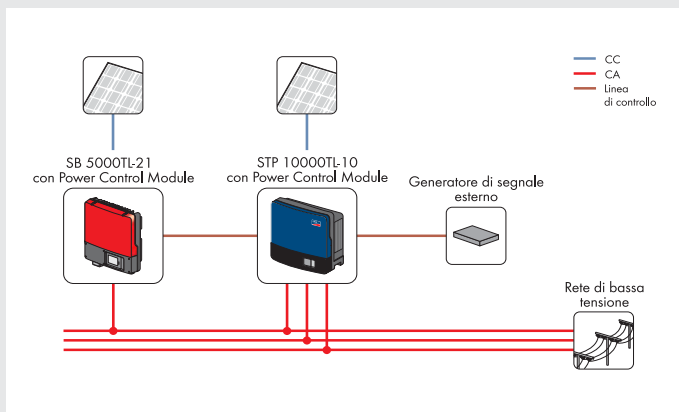 CC
CA
Linea
di controllo
SB 5000TL-21
con Power Control Module
STP 10000TL-10
con Power Control Module
Generatore di segnale
esterno
Rete di bassa
tensione